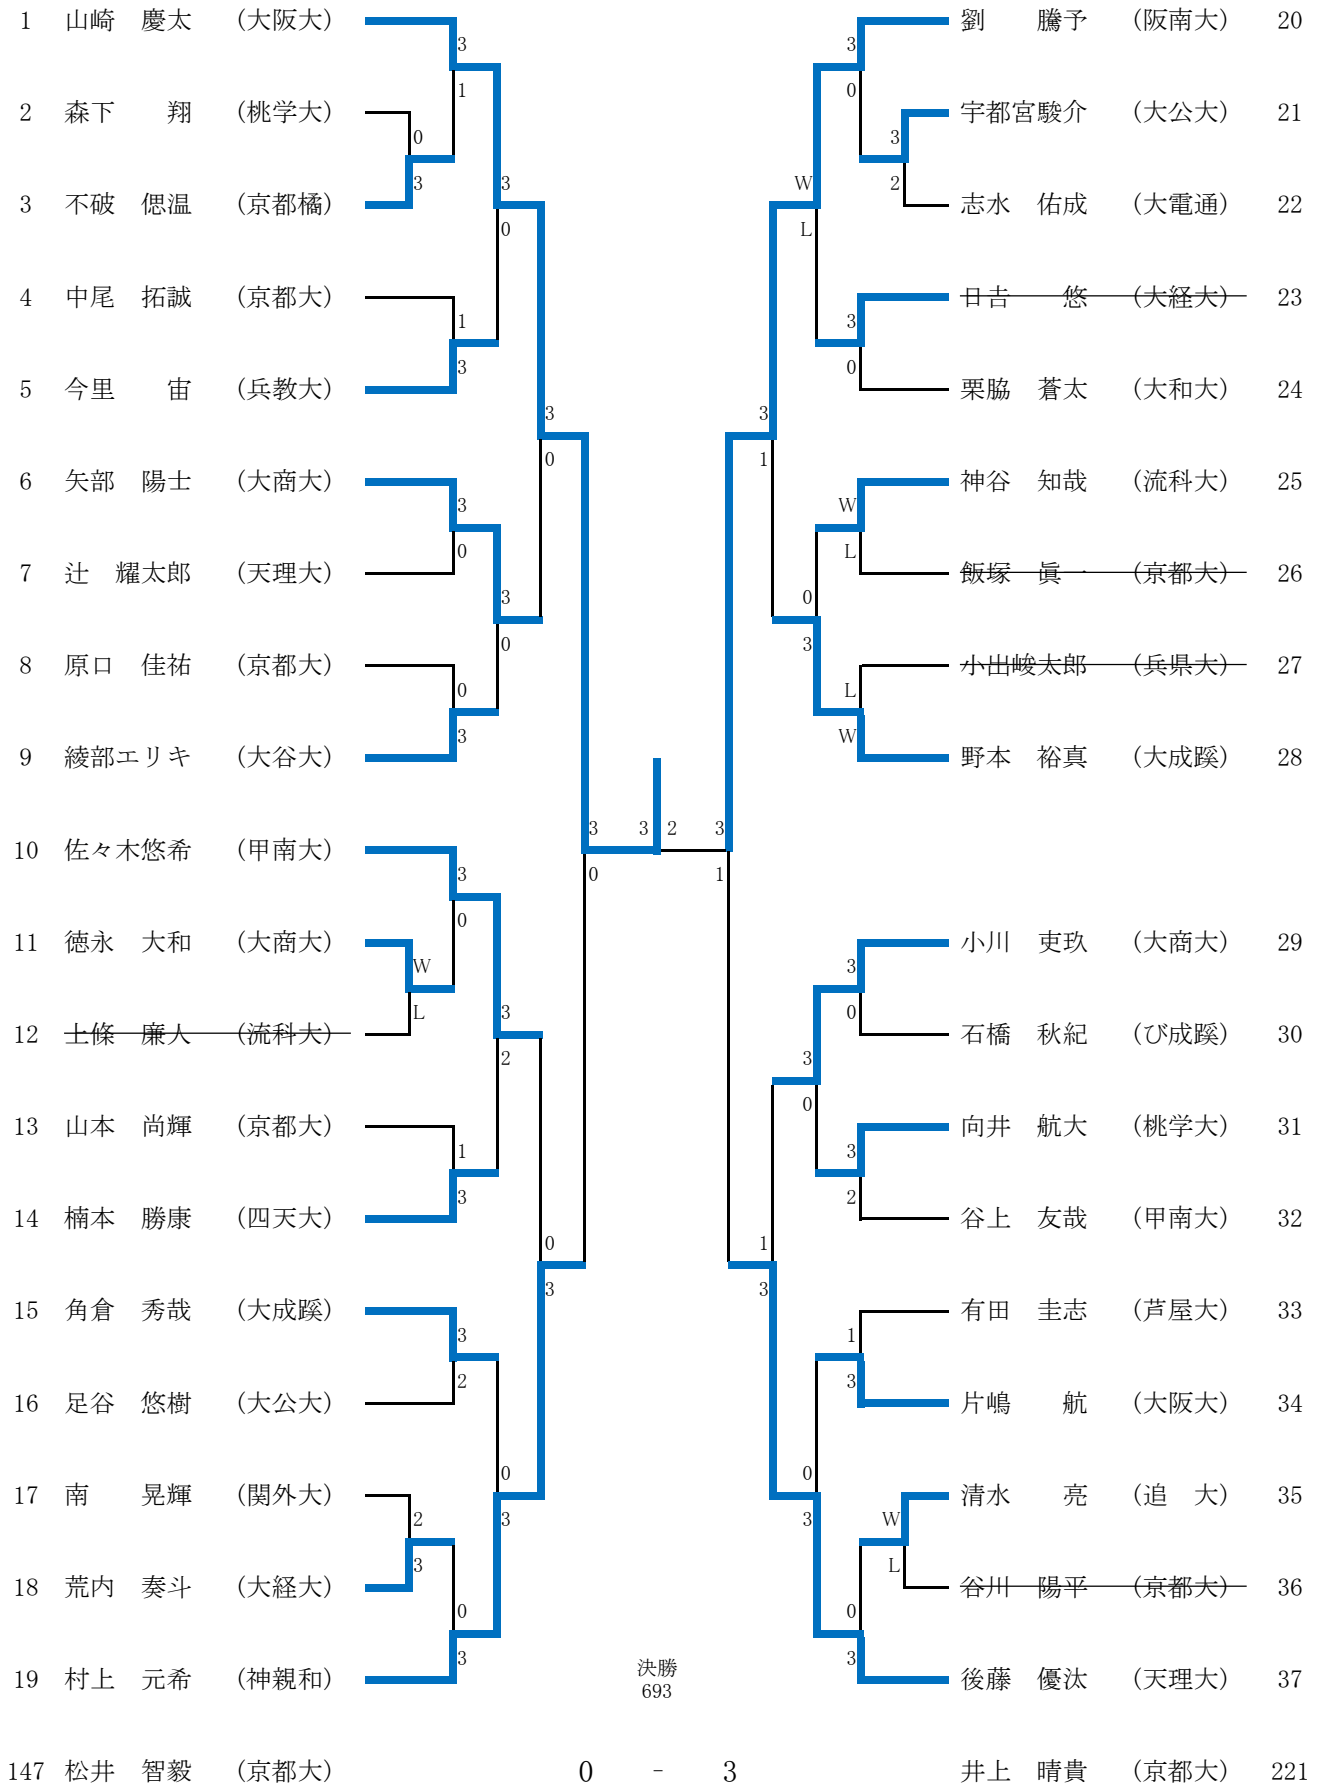 1 山崎 慶太 (大阪大) 劉 騰予 (阪南大) 20
3 3
1 0
2 森下 翔 (桃学大) 宇都宮駿介 (大公大) 21
0 3
3 3 W 2
3 不破 偲温 (京都橘) 志水 佑成 (大電通) 22
0 L
4 中尾 拓誠 (京都大) 日吉 悠 (大経大) 23
1 3
3 0
5 今里 宙 (兵教大) 栗脇 蒼太 (大和大) 24
3 3
0 1
6 矢部 陽士 (大商大) 神谷 知哉 (流科大) 25
3 W
0 L
7 辻 耀太郎 (天理大) 飯塚 眞一 (京都大) 26
3 0
0 3
8 原口 佳祐 (京都大) 小出峻太郎 (兵県大) 27
0 L
3 W
9 綾部エリキ (大谷大) 野本 裕真 (大成蹊) 28
3 3 2 3
10 佐々木悠希 (甲南大)
3 0 1
0
11 徳永 大和 (大商大) 小川 吏玖 (大商大) 29
W 3
L 3 0
12 上條 廉人 (流科大) 石橋 秋紀 (び成蹊) 30
2 3
0
13 山本 尚輝 (京都大) 向井 航大 (桃学大) 31
1 3
3 2
14 楠本 勝康 (四天大) 谷上 友哉 (甲南大) 32
0 1
3 3
15 角倉 秀哉 (大成蹊) 有田 圭志 (芦屋大) 33
3 1
2 3
16 足谷 悠樹 (大公大) 片嶋 航 (大阪大) 34
0 0
17 南 晃輝 (関外大) 清水 亮 (追 大) 35
2 3 3 W
3 L
18 荒内 奏斗 (大経大) 谷川 陽平 (京都大) 36
0 0
3 3
19 村上 元希 (神親和) 決勝 後藤 優汰 (天理大) 37
693
147 松井 智毅 (京都大) 0 - 3 井上 晴貴 (京都大) 221